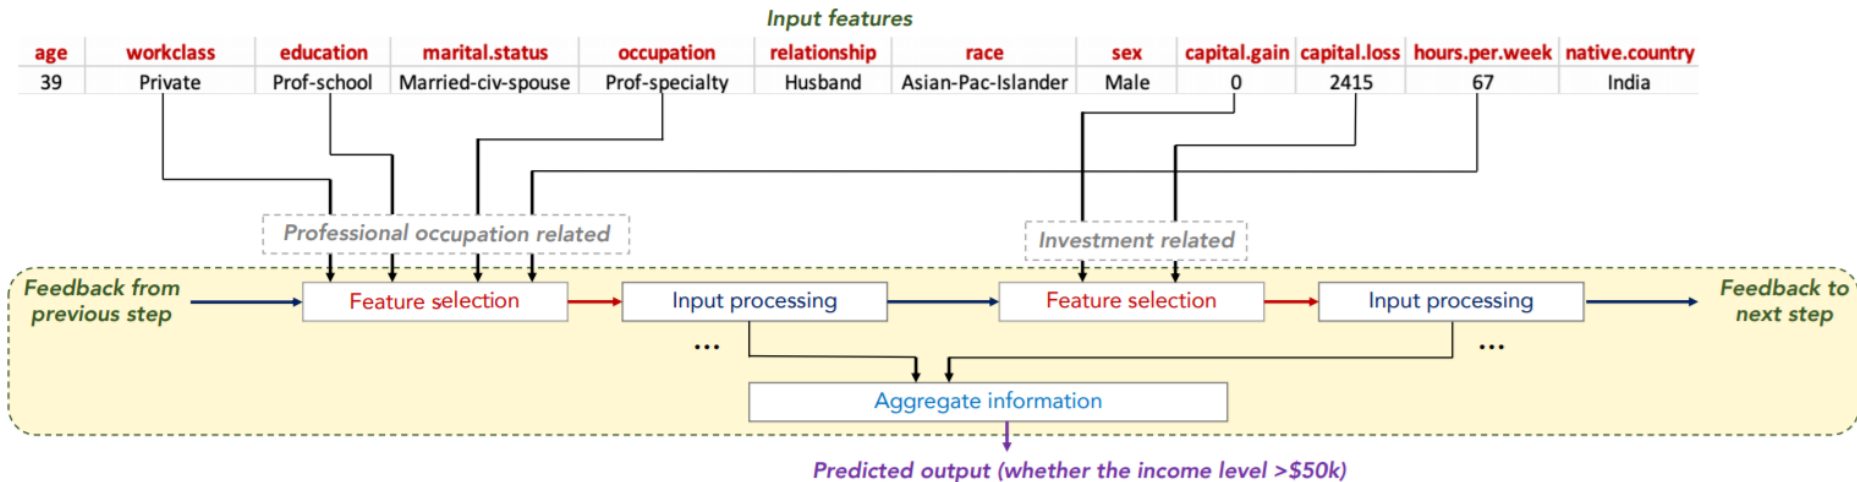 Input features
age workclass education marital.status occupation relationship race sex capital.gain capital.loss hours.per.week native.country
39 Private Prof-school Married-civ-spouse Prof-specialty Husband Asian-Pac-Islander Male 0 2415 67 India
Professional occupation related
Investment related
Feedback from
previous step
Feature selection
Input processing
Feature selection
Input processing
Feedback to
next step
...
...
Aggregate information
Predicted output (whether the income level >$50k)